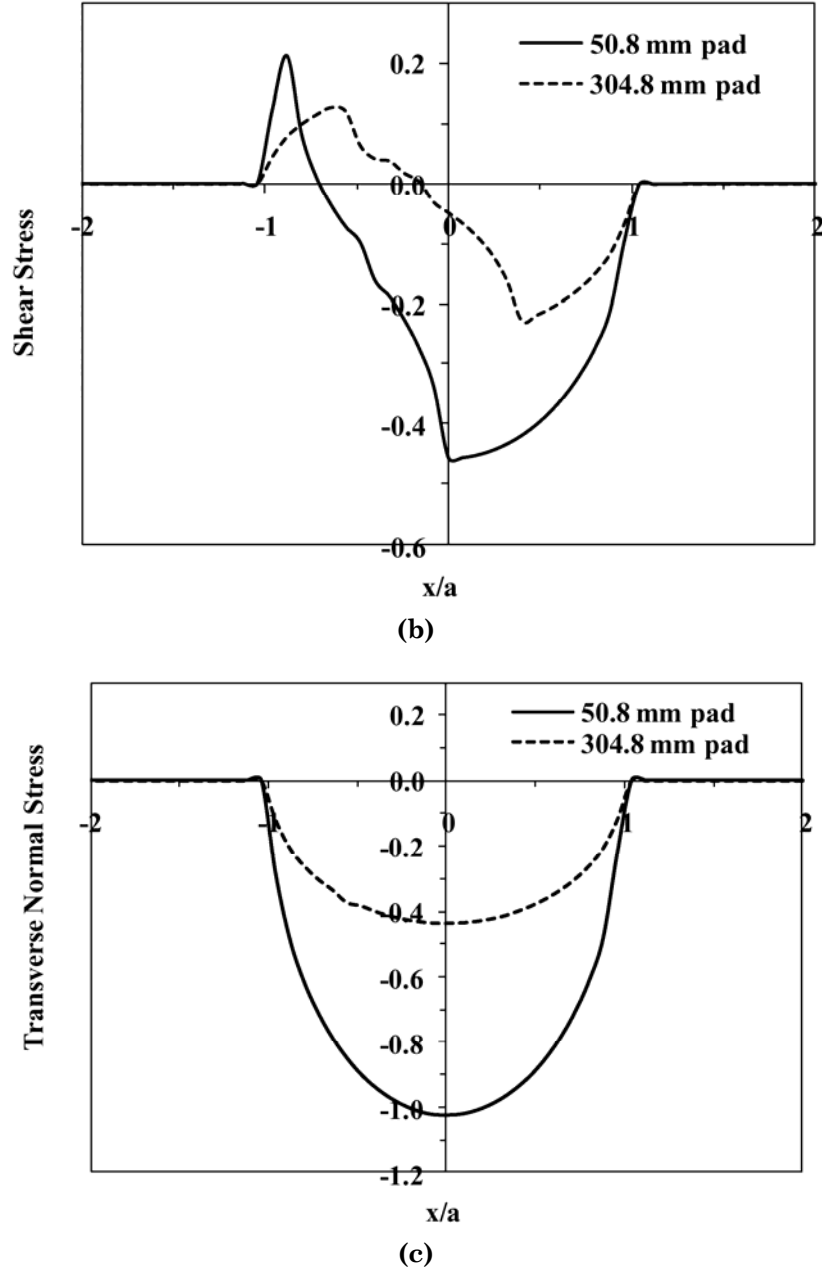 0.2
50.8 mm pad
304.8 mm pad
0.0
-2
-1
0
1
2
-0.2
-0.4
-0.6
Shear Stress
x/a
(b)
0.2
50.8 mm pad
304.8 mm pad
0.0
-2
-1
0
1
2
-0.2
-0.4
-0.6
-0.8
-1.0
-1.2
Transverse Normal Stress
x/a
(c)